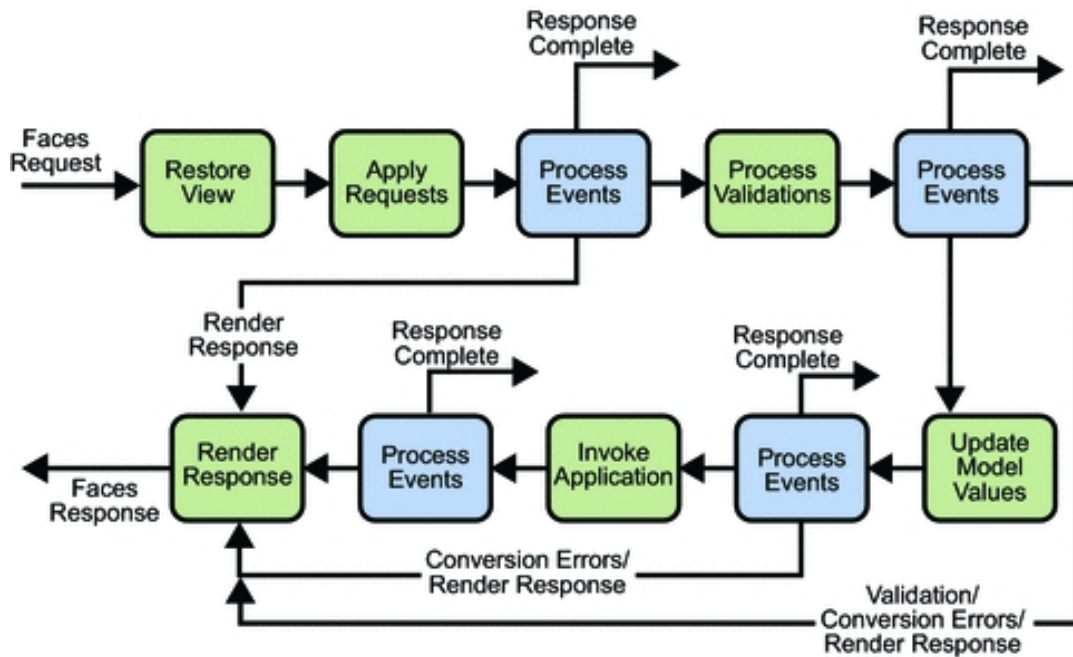 Response
Complete
Response
Complete
Faces
Request
Restore
View
Apply
Requests
Process
Events
Process
Validations
Process
Events
Render
Response
Response
Complete
Response
Complete
Render
Response
Process
Events
Invoke
Application
Process
Events
Update
Model
Values
Faces
Response
Conversion Errors/
Render Response
Validation/
Conversion Errors/
Render Response